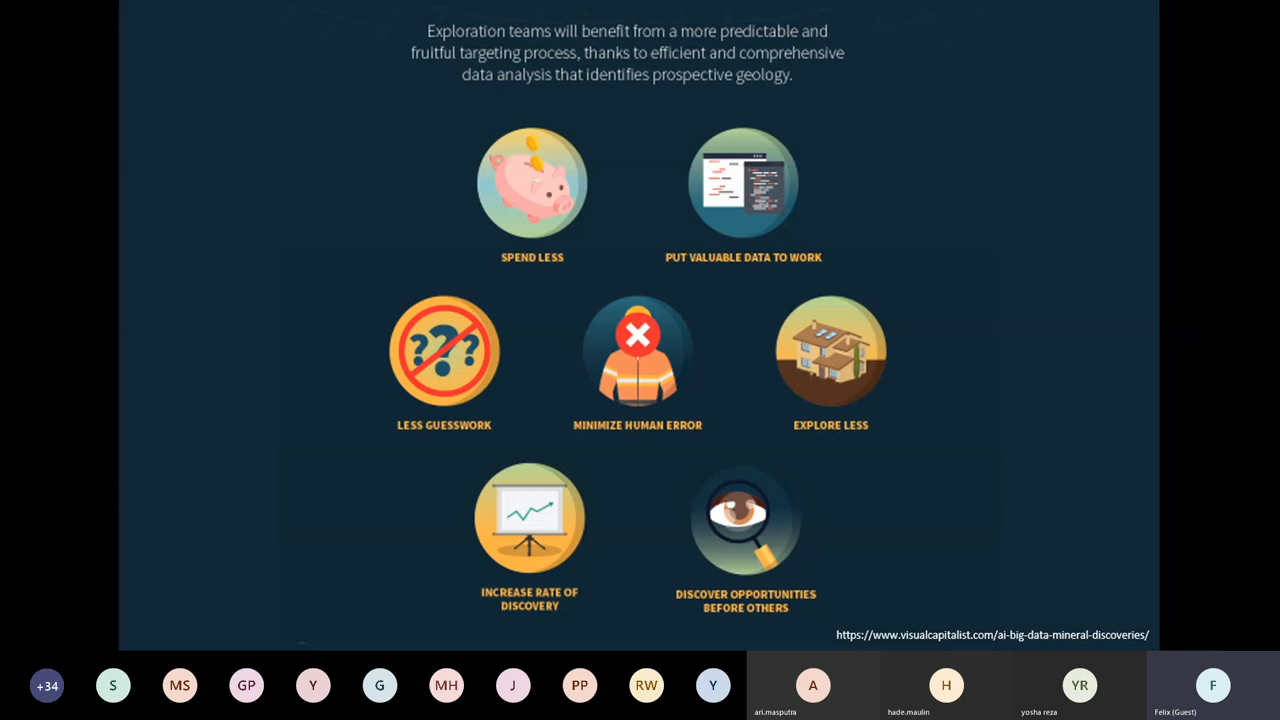 Exploration teams will benefit from a more predictable and
fruitful targeting process, thanks to efficient and comprehensive
data analysis that identifies prospective geology.
SPEND LESS
PUT VALUABLE DATA TO WORK
???
LESS GUESSWORK
MINIMIZE HUMAN ERROR
EXPLORE LESS
INCREASE RATE OF
DISCOVERY
DISCOVER OPPORTUNITIES
BEFORE OTHERS
https://www.visualcapitalist.com/ai-big-data-mineral-discoveries/
+34
S
MS
GP
Y
G
MH
J
PP
RW
Y
A
ari.masputra
H
hade.maulin
YR
yosha reza
F
Felix (Guest)